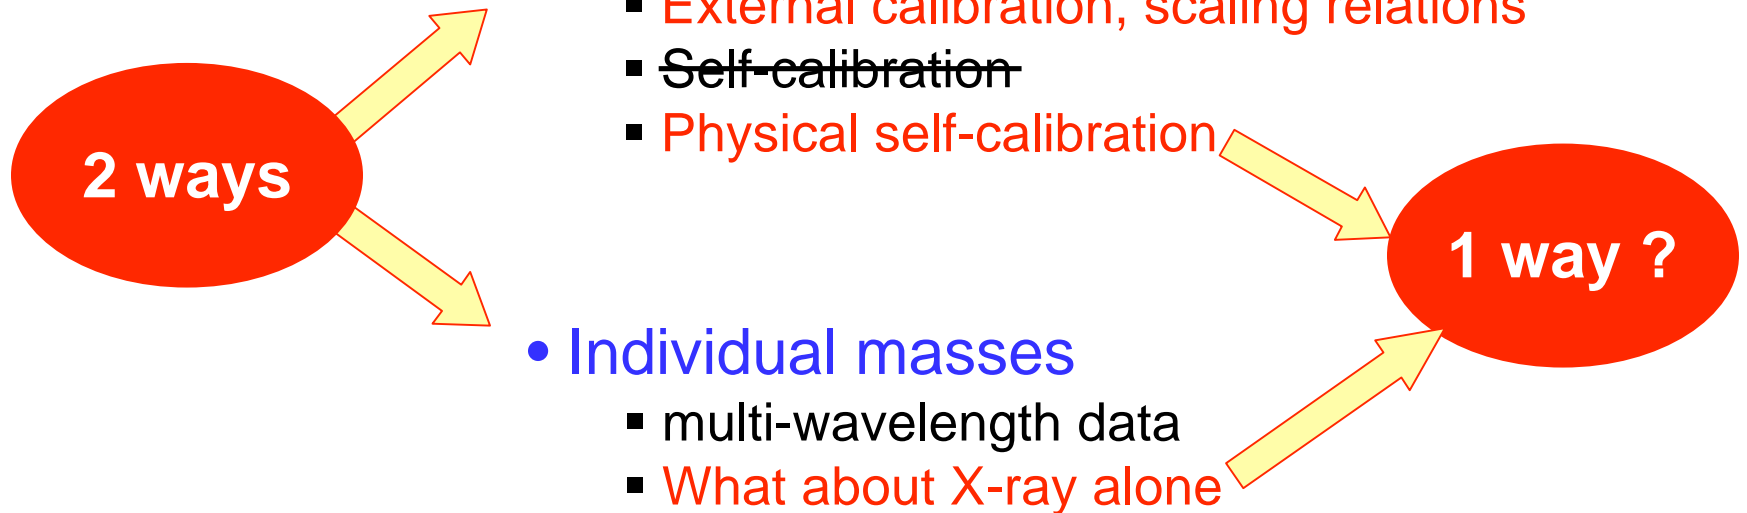 External calibration, scaling relations
▪ Self-calibration
▪ Physical self-calibration
2 ways
1 way ?
• Individual masses
▪ multi-wavelength data
▪ What about X-ray alone